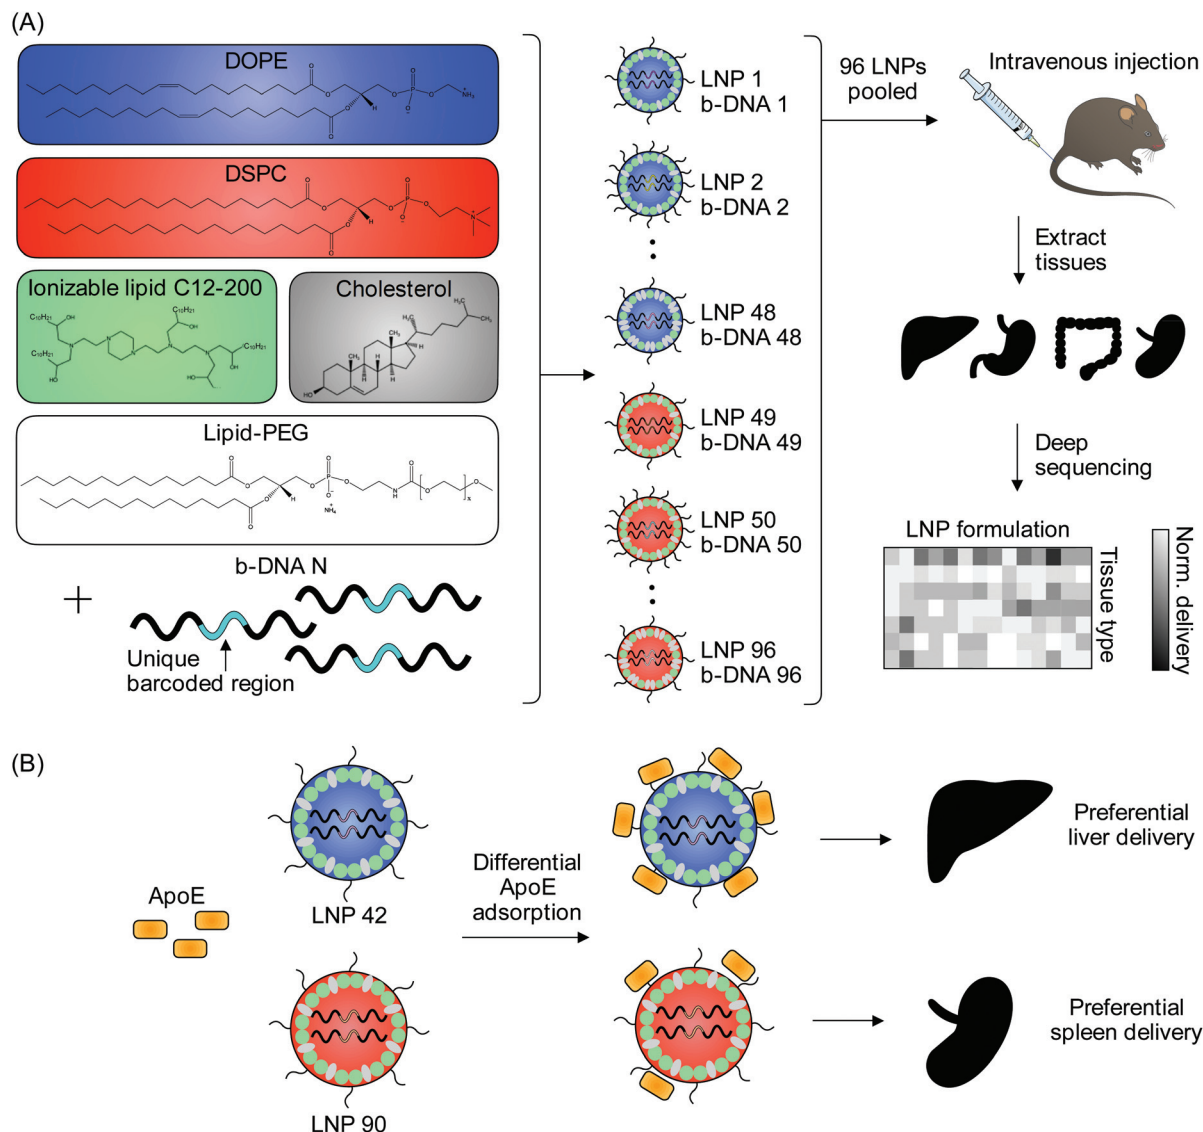 (A)
DOPE
DSPC
Ionizable lipid C12-200
Cholesterol
Lipid-PEG
b-DNA N
+
Unique
barcoded region
LNP 1
b-DNA 1
LNP 2
b-DNA 2
LNP 48
b-DNA 48
LNP 49
b-DNA 49
LNP 50
b-DNA 50
LNP 96
b-DNA 96
96 LNPs
pooled
Intravenous injection
Extract
tissues
Deep
sequencing
LNP formulation
Tissue type
Norm. delivery
(B)
ApoE
LNP 42
LNP 90
Differential
ApoE
adsorption
Preferential
liver delivery
Preferential
spleen delivery